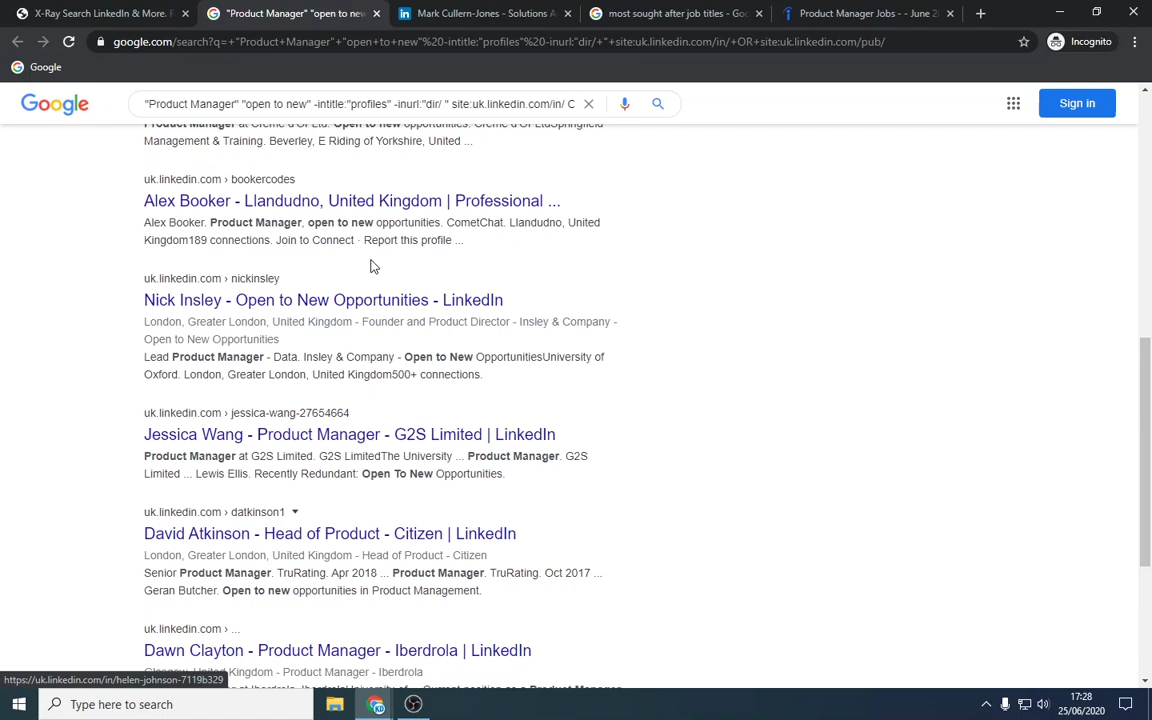 X-Ray Search LinkedIn & More.
"Product Manager" "open to new
Mark Cullern-Jones - Solutions A
most sought after job titles - Goo
Product Manager Jobs - - June 2
google.com/search?q=+"Product+Manager"+"open+to+new"%20-intitle:"profiles"%20-inurl:"dir/+"+site:uk.linkedin.com/in/+OR+site:uk.linkedin.com/pub/
Incognito
Google
Google
"Product Manager" "open to new" -intitle:"profiles" -inurl:"dir/ " site:uk.linkedin.com/in/ O
Sign in
Product Manager at Creme d'Or Ltd. Open to new opportunities. Creme d'Or LtdSpringfield
Management & Training. Beverley, E Riding of Yorkshire, United ...
uk.linkedin.com › bookercodes
Alex Booker - Llandudno, United Kingdom | Professional ...
Alex Booker. Product Manager, open to new opportunities. CometChat. Llandudno, United
Kingdom189 connections. Join to Connect · Report this profile ...
uk.linkedin.com › nickinsley
Nick Insley - Open to New Opportunities - LinkedIn
London, Greater London, United Kingdom - Founder and Product Director - Insley & Company -
Open to New Opportunities
Lead Product Manager - Data. Insley & Company - Open to New OpportunitiesUniversity of
Oxford. London, Greater London, United Kingdom500+ connections.
uk.linkedin.com › jessica-wang-27654664
Jessica Wang - Product Manager - G2S Limited | LinkedIn
Product Manager at G2S Limited. G2S LimitedThe University ... Product Manager. G2S
Limited ... Lewis Ellis. Recently Redundant: Open To New Opportunities.
uk.linkedin.com › datkinson1
David Atkinson - Head of Product - Citizen | LinkedIn
London, Greater London, United Kingdom - Head of Product - Citizen
Senior Product Manager. TruRating. Apr 2018 ... Product Manager. TruRating. Oct 2017 ...
Geran Butcher. Open to new opportunities in Product Management.
uk.linkedin.com › ...
Dawn Clayton - Product Manager - Iberdrola | LinkedIn
Glasgow, United Kingdom - Product Manager - Iberdrola
https://uk.linkedin.com/in/helen-johnson-7119b329
Type here to search
17:28
25/06/2020